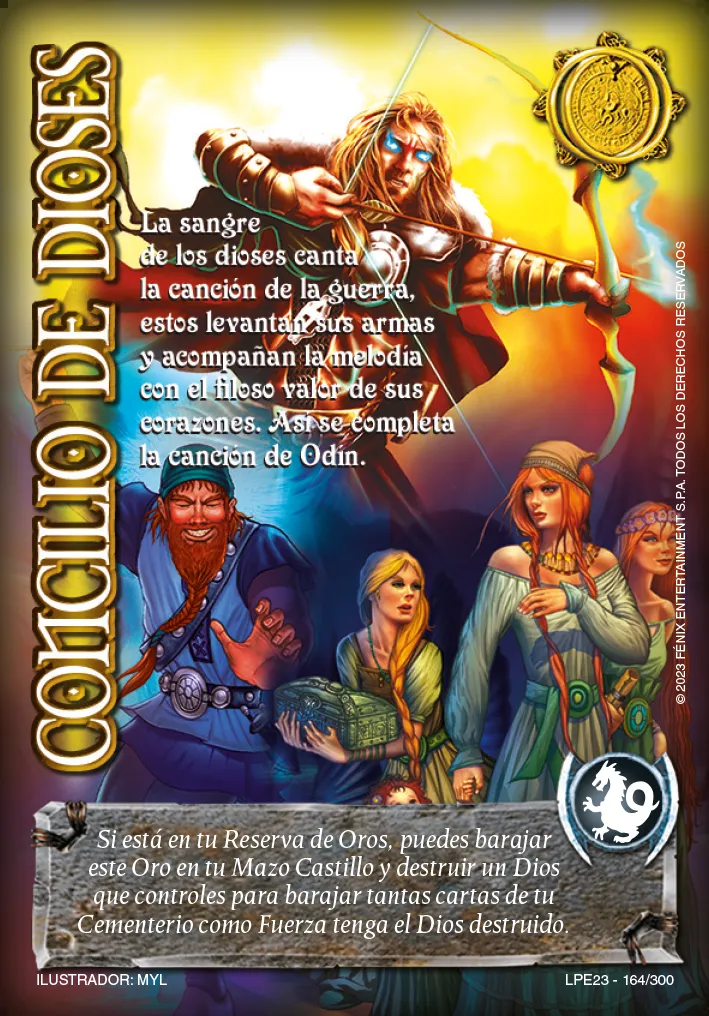 CONCILIO DE DIOSES
La sangre
de los dioses canta
la canción de la guerra,
estos levantan sus armas
y acompañan la melodía
con el filoso valor de sus
corazones. Así se completa
la canción de Odín.
© 2023 FÉNIX ENTERTAINMENT S.P.A. TODOS LOS DERECHOS RESERVADOS
Si está en tu Reserva de Oros, puedes barajar
este Oro en tu Mazo Castillo y destruir un Dios
que controles para barajar tantas cartas de tu
Cementerio como Fuerza tenga el Dios destruido.
ILUSTRADOR: MYL
LPE23 - 164/300